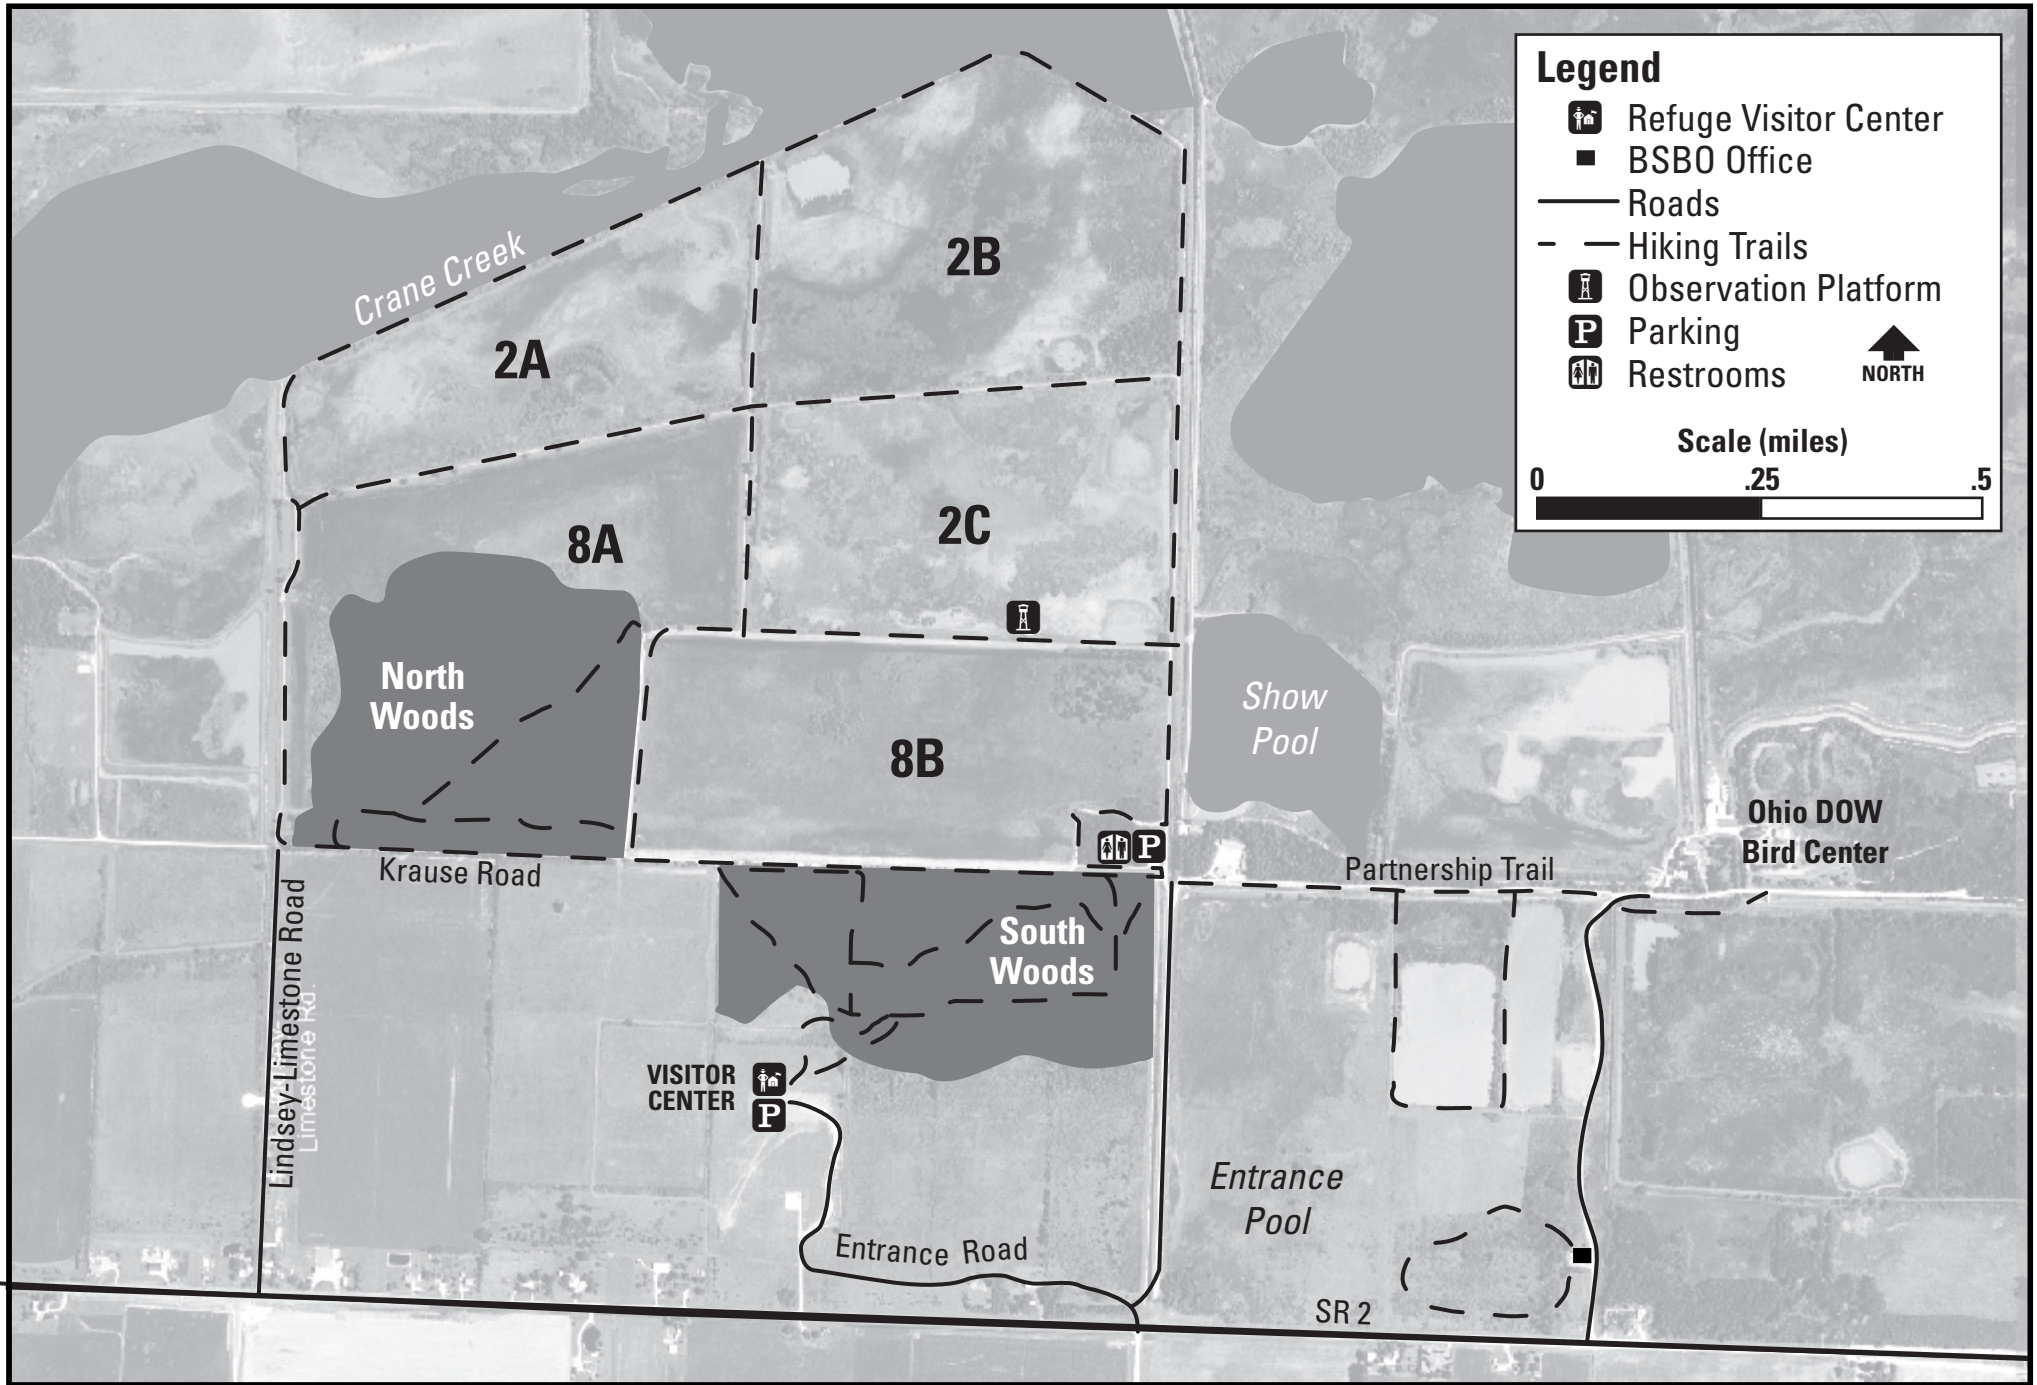 Legend
Refuge Visitor Center
BSBO Office
Roads
Hiking Trails
Observation Platform
P Parking
Restrooms
NORTH
Scale (miles)
0 .25 .5
Crane Creek
2B
2A
2C
8A
North
Woods
Show
Pool
8B
Ohio DOW
Bird Center
P
Krause Road
Partnership Trail
South
Woods
Lindsey-Limestone Road
Limestone Rd.
VISITOR
CENTER
P
Entrance
Pool
Entrance Road
SR 2